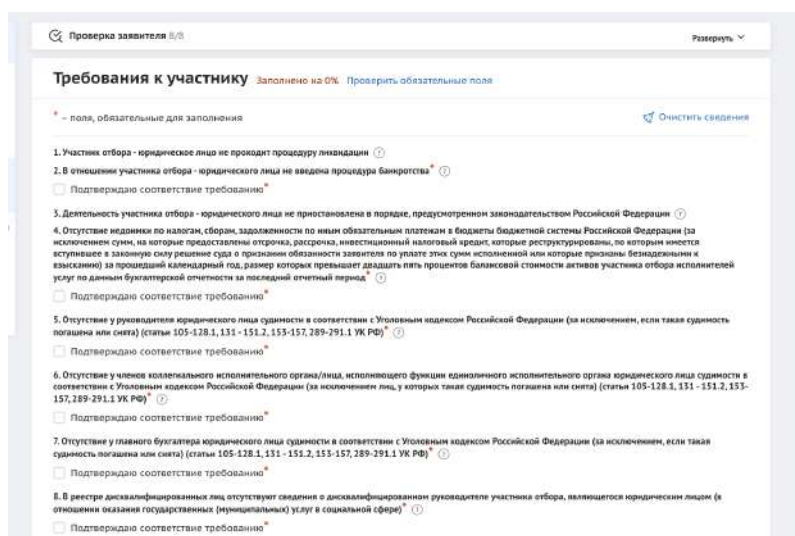 Проверка заявителя 8/8
Развернуть
Требования к участнику Заполнено на 0% Проверить обязательные поля
* – поля, обязательные для заполнения
Очистить сведения
1. Участник отбора - юридическое лицо не проходит процедуру ликвидации ?
2. В отношении участника отбора - юридического лица не введена процедура банкротства* ?
Подтверждаю соответствие требованию*
3. Деятельность участника отбора - юридического лица не приостановлена в порядке, предусмотренном законодательством Российской Федерации ?
4. Отсутствие недоимки по налогам, сборам, задолженности по иным обязательным платежам в бюджеты бюджетной системы Российской Федерации (за
исключением сумм, на которые предоставлены отсрочка, рассрочка, инвестиционный налоговый кредит, которые реструктурированы, по которым имеется
вступившее в законную силу решение суда о признании обязанности заявителя по уплате этих сумм исполненной или которые признаны безнадежными к
взысканию) за прошедший календарный год, размер которых превышает двадцать пять процентов балансовой стоимости активов участника отбора исполнителей
услуг по данным бухгалтерской отчетности за последний отчетный период* ?
Подтверждаю соответствие требованию*
5. Отсутствие у руководителя юридического лица судимости в соответствии с Уголовным кодексом Российской Федерации (за исключением, если такая судимость
погашена или снята) (статьи 105-128.1, 131 - 151.2, 153-157, 289-291.1 УК РФ)* ?
Подтверждаю соответствие требованию*
6. Отсутствие у членов коллегиального исполнительного органа/лица, исполняющего функции единоличного исполнительного органа юридического лица судимости в
соответствии с Уголовным кодексом Российской Федерации (за исключением лиц, у которых такая судимость погашена или снята) (статьи 105-128.1, 131 - 151.2, 153-
157, 289-291.1 УК РФ)* ?
Подтверждаю соответствие требованию*
7. Отсутствие у главного бухгалтера юридического лица судимости в соответствии с Уголовным кодексом Российской Федерации (за исключением, если такая
судимость погашена или снята) (статьи 105-128.1, 131 - 151.2, 153-157, 289-291.1 УК РФ)* ?
Подтверждаю соответствие требованию*
8. В реестре дисквалифицированных лиц отсутствуют сведения о дисквалифицированном руководителе участника отбора, являющегося юридическим лицом (в
отношении оказания государственных (муниципальных) услуг в социальной сфере)* ?
Подтверждаю соответствие требованию*